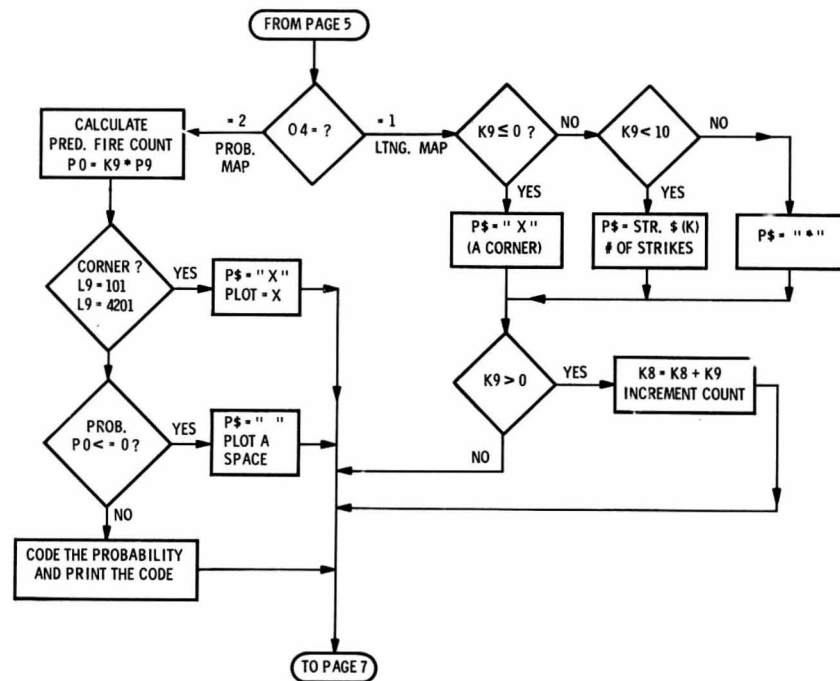 FROM PAGE 5
O4 = ?
= 2
PROB.
MAP
= 1
LTNG. MAP
CALCULATE
PRED. FIRE COUNT
P0 = K9 * P9
K9 ≤ 0 ?
NO
K9 < 10
NO
YES
YES
P$ = " X "
(A CORNER)
P$ = STR. $ (K)
# OF STRIKES
P$ = " * "
CORNER ?
L9 = 101
L9 = 4201
YES
P$ = " X "
PLOT = X
K9 > 0
YES
K8 = K8 + K9
INCREMENT COUNT
NO
PROB.
P0 < = 0 ?
YES
P$ = "  "
PLOT A
SPACE
NO
CODE THE PROBABILITY
AND PRINT THE CODE
TO PAGE 7